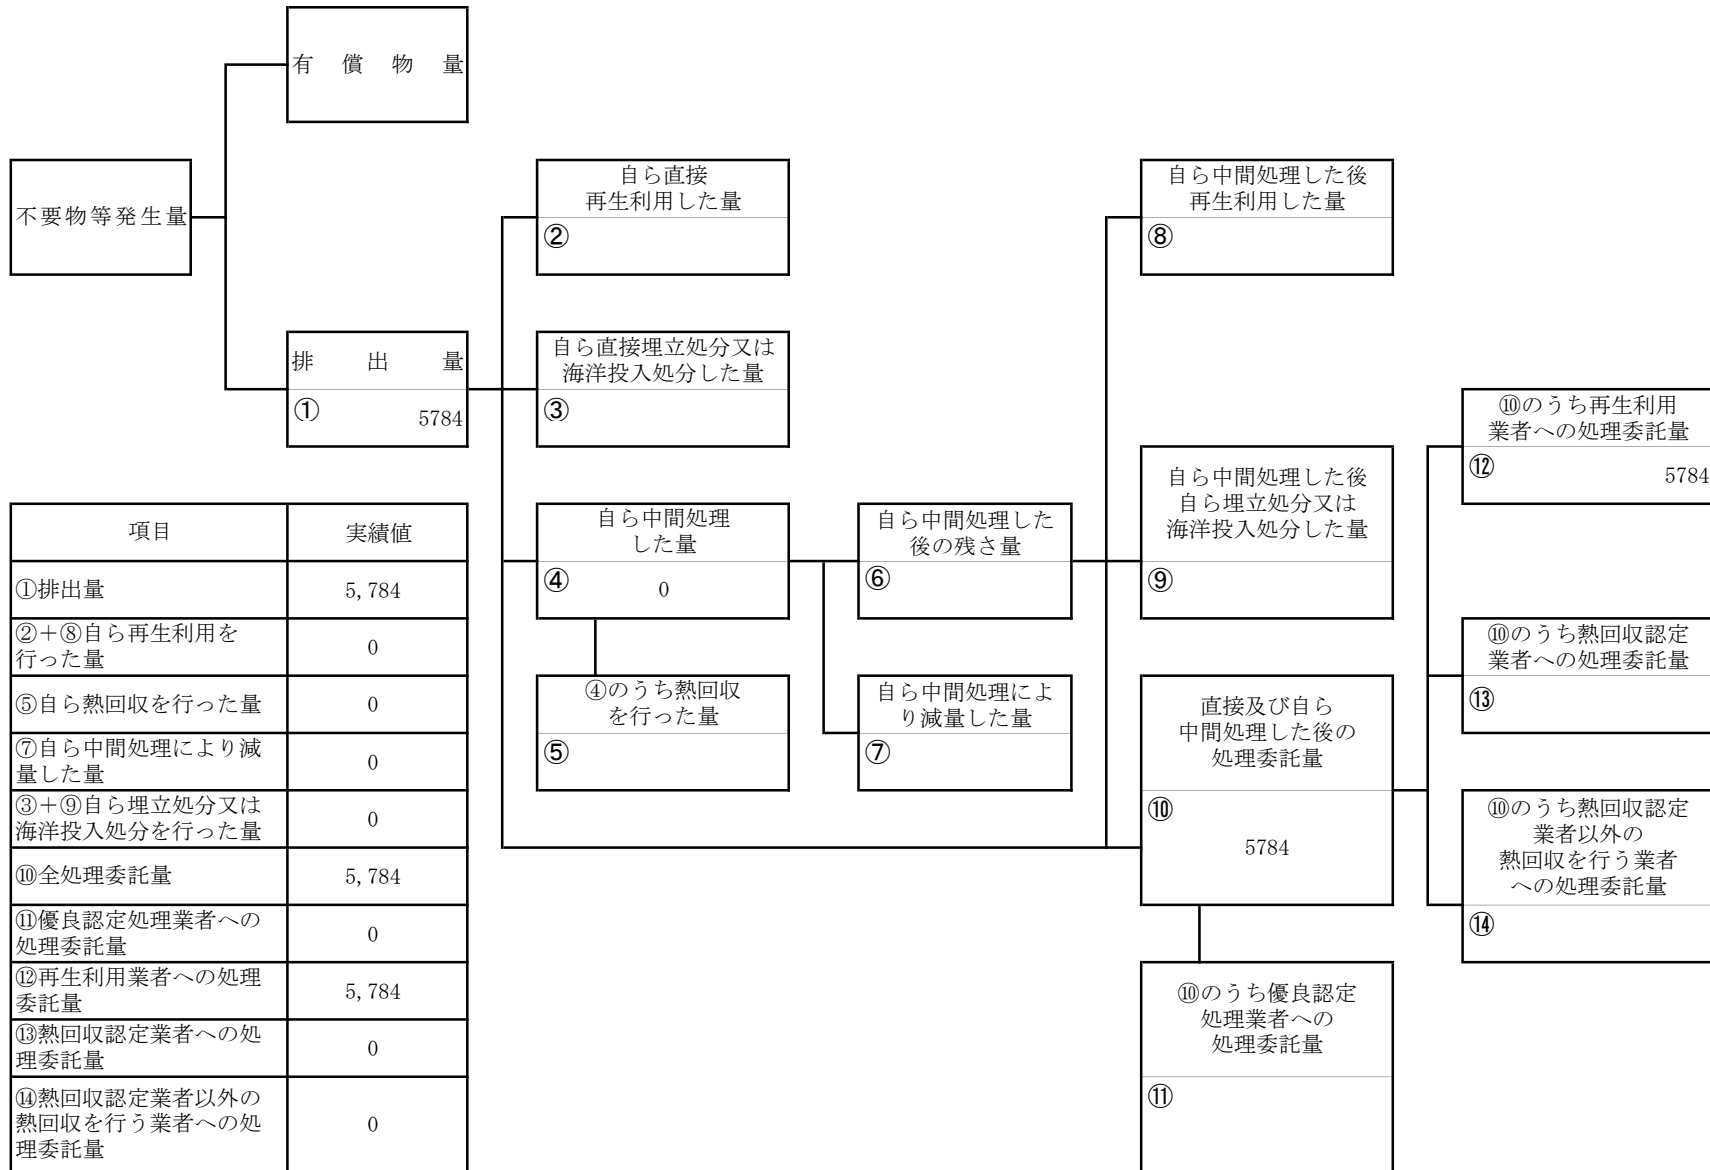 有償物量
不要物等発生量
排出量
①
5784
自ら直接
再生利用した量
②
自ら直接埋立処分又は
海洋投入処分した量
③
自ら中間処理
した量
④
0
④のうち熱回収
を行った量
⑤
自ら中間処理した
後の残さ量
⑥
自ら中間処理によ
り減量した量
⑦
自ら中間処理した後
再生利用した量
⑧
自ら中間処理した後
自ら埋立処分又は
海洋投入処分した量
⑨
直接及び自ら
中間処理した後の
処理委託量
⑩
5784
⑩のうち優良認定
処理業者への
処理委託量
⑪
⑩のうち再生利用
業者への処理委託量
⑫
5784
⑩のうち熱回収認定
業者への処理委託量
⑬
⑩のうち熱回収認定
業者以外の
熱回収を行う業者
への処理委託量
⑭
項目 実績値
①排出量 5,784
②+⑧自ら再生利用を
行った量 0
⑤自ら熱回収を行った量 0
⑦自ら中間処理により減
量した量 0
③+⑨自ら埋立処分又は
海洋投入処分を行った量 0
⑩全処理委託量 5,784
⑪優良認定処理業者への
処理委託量 0
⑫再生利用業者への処理
委託量 5,784
⑬熱回収認定業者への処
理委託量 0
⑭熱回収認定業者以外の
熱回収を行う業者への処
理委託量 0